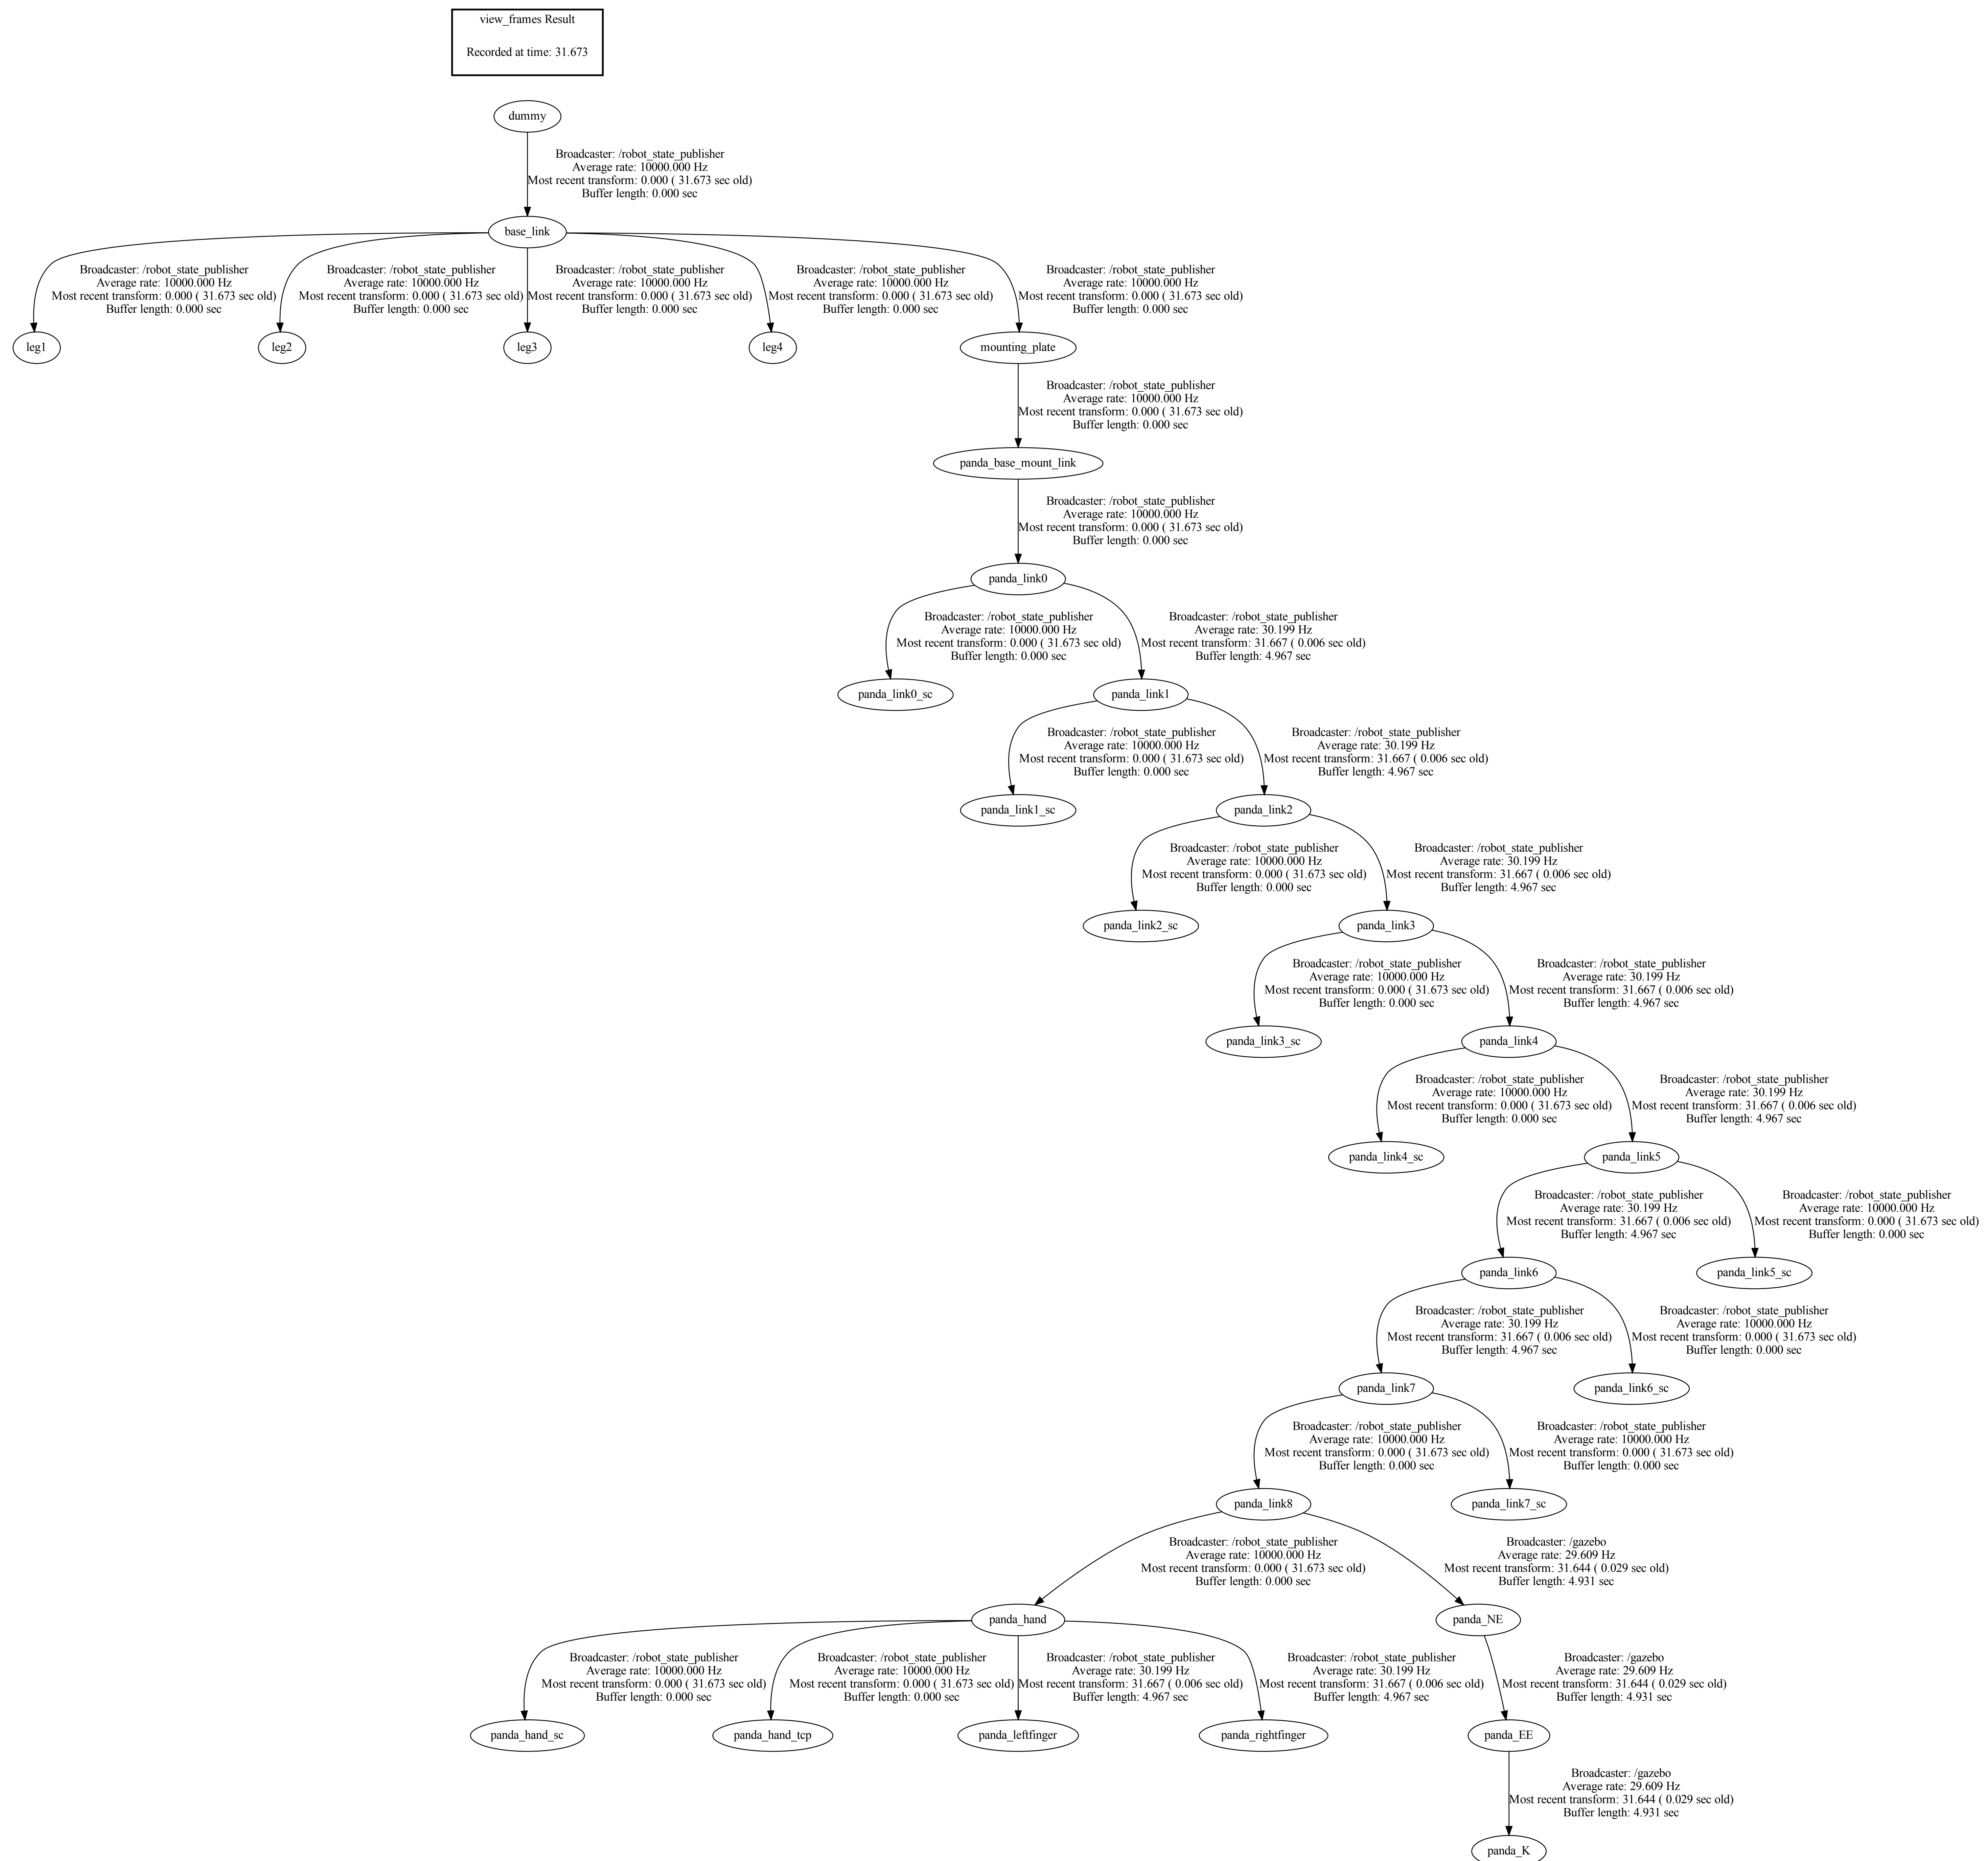 view_frames Result
Recorded at time: 31.673
dummy
Broadcaster: /robot_state_publisher
Average rate: 10000.000 Hz
Most recent transform: 0.000 ( 31.673 sec old)
Buffer length: 0.000 sec
base_link
Broadcaster: /robot_state_publisher
Average rate: 10000.000 Hz
Most recent transform: 0.000 ( 31.673 sec old)
Buffer length: 0.000 sec
Broadcaster: /robot_state_publisher
Average rate: 10000.000 Hz
Most recent transform: 0.000 ( 31.673 sec old)
Buffer length: 0.000 sec
Broadcaster: /robot_state_publisher
Average rate: 10000.000 Hz
Most recent transform: 0.000 ( 31.673 sec old)
Buffer length: 0.000 sec
Broadcaster: /robot_state_publisher
Average rate: 10000.000 Hz
Most recent transform: 0.000 ( 31.673 sec old)
Buffer length: 0.000 sec
Broadcaster: /robot_state_publisher
Average rate: 10000.000 Hz
Most recent transform: 0.000 ( 31.673 sec old)
Buffer length: 0.000 sec
leg1
leg2
leg3
leg4
mounting_plate
Broadcaster: /robot_state_publisher
Average rate: 10000.000 Hz
Most recent transform: 0.000 ( 31.673 sec old)
Buffer length: 0.000 sec
panda_base_mount_link
Broadcaster: /robot_state_publisher
Average rate: 10000.000 Hz
Most recent transform: 0.000 ( 31.673 sec old)
Buffer length: 0.000 sec
panda_link0
Broadcaster: /robot_state_publisher
Average rate: 10000.000 Hz
Most recent transform: 0.000 ( 31.673 sec old)
Buffer length: 0.000 sec
Broadcaster: /robot_state_publisher
Average rate: 30.199 Hz
Most recent transform: 31.667 ( 0.006 sec old)
Buffer length: 4.967 sec
panda_link0_sc
panda_link1
Broadcaster: /robot_state_publisher
Average rate: 10000.000 Hz
Most recent transform: 0.000 ( 31.673 sec old)
Buffer length: 0.000 sec
Broadcaster: /robot_state_publisher
Average rate: 30.199 Hz
Most recent transform: 31.667 ( 0.006 sec old)
Buffer length: 4.967 sec
panda_link1_sc
panda_link2
Broadcaster: /robot_state_publisher
Average rate: 10000.000 Hz
Most recent transform: 0.000 ( 31.673 sec old)
Buffer length: 0.000 sec
Broadcaster: /robot_state_publisher
Average rate: 30.199 Hz
Most recent transform: 31.667 ( 0.006 sec old)
Buffer length: 4.967 sec
panda_link2_sc
panda_link3
Broadcaster: /robot_state_publisher
Average rate: 10000.000 Hz
Most recent transform: 0.000 ( 31.673 sec old)
Buffer length: 0.000 sec
Broadcaster: /robot_state_publisher
Average rate: 30.199 Hz
Most recent transform: 31.667 ( 0.006 sec old)
Buffer length: 4.967 sec
panda_link3_sc
panda_link4
Broadcaster: /robot_state_publisher
Average rate: 10000.000 Hz
Most recent transform: 0.000 ( 31.673 sec old)
Buffer length: 0.000 sec
Broadcaster: /robot_state_publisher
Average rate: 30.199 Hz
Most recent transform: 31.667 ( 0.006 sec old)
Buffer length: 4.967 sec
panda_link4_sc
panda_link5
Broadcaster: /robot_state_publisher
Average rate: 30.199 Hz
Most recent transform: 31.667 ( 0.006 sec old)
Buffer length: 4.967 sec
Broadcaster: /robot_state_publisher
Average rate: 10000.000 Hz
Most recent transform: 0.000 ( 31.673 sec old)
Buffer length: 0.000 sec
panda_link6
panda_link5_sc
Broadcaster: /robot_state_publisher
Average rate: 30.199 Hz
Most recent transform: 31.667 ( 0.006 sec old)
Buffer length: 4.967 sec
Broadcaster: /robot_state_publisher
Average rate: 10000.000 Hz
Most recent transform: 0.000 ( 31.673 sec old)
Buffer length: 0.000 sec
panda_link7
panda_link6_sc
Broadcaster: /robot_state_publisher
Average rate: 10000.000 Hz
Most recent transform: 0.000 ( 31.673 sec old)
Buffer length: 0.000 sec
Broadcaster: /robot_state_publisher
Average rate: 10000.000 Hz
Most recent transform: 0.000 ( 31.673 sec old)
Buffer length: 0.000 sec
panda_link8
panda_link7_sc
Broadcaster: /robot_state_publisher
Average rate: 10000.000 Hz
Most recent transform: 0.000 ( 31.673 sec old)
Buffer length: 0.000 sec
Broadcaster: /gazebo
Average rate: 29.609 Hz
Most recent transform: 31.644 ( 0.029 sec old)
Buffer length: 4.931 sec
panda_hand
panda_NE
Broadcaster: /robot_state_publisher
Average rate: 10000.000 Hz
Most recent transform: 0.000 ( 31.673 sec old)
Buffer length: 0.000 sec
Broadcaster: /robot_state_publisher
Average rate: 10000.000 Hz
Most recent transform: 0.000 ( 31.673 sec old)
Buffer length: 0.000 sec
Broadcaster: /robot_state_publisher
Average rate: 30.199 Hz
Most recent transform: 31.667 ( 0.006 sec old)
Buffer length: 4.967 sec
Broadcaster: /robot_state_publisher
Average rate: 30.199 Hz
Most recent transform: 31.667 ( 0.006 sec old)
Buffer length: 4.967 sec
Broadcaster: /gazebo
Average rate: 29.609 Hz
Most recent transform: 31.644 ( 0.029 sec old)
Buffer length: 4.931 sec
panda_hand_sc
panda_hand_tcp
panda_leftfinger
panda_rightfinger
panda_EE
Broadcaster: /gazebo
Average rate: 29.609 Hz
Most recent transform: 31.644 ( 0.029 sec old)
Buffer length: 4.931 sec
panda_K